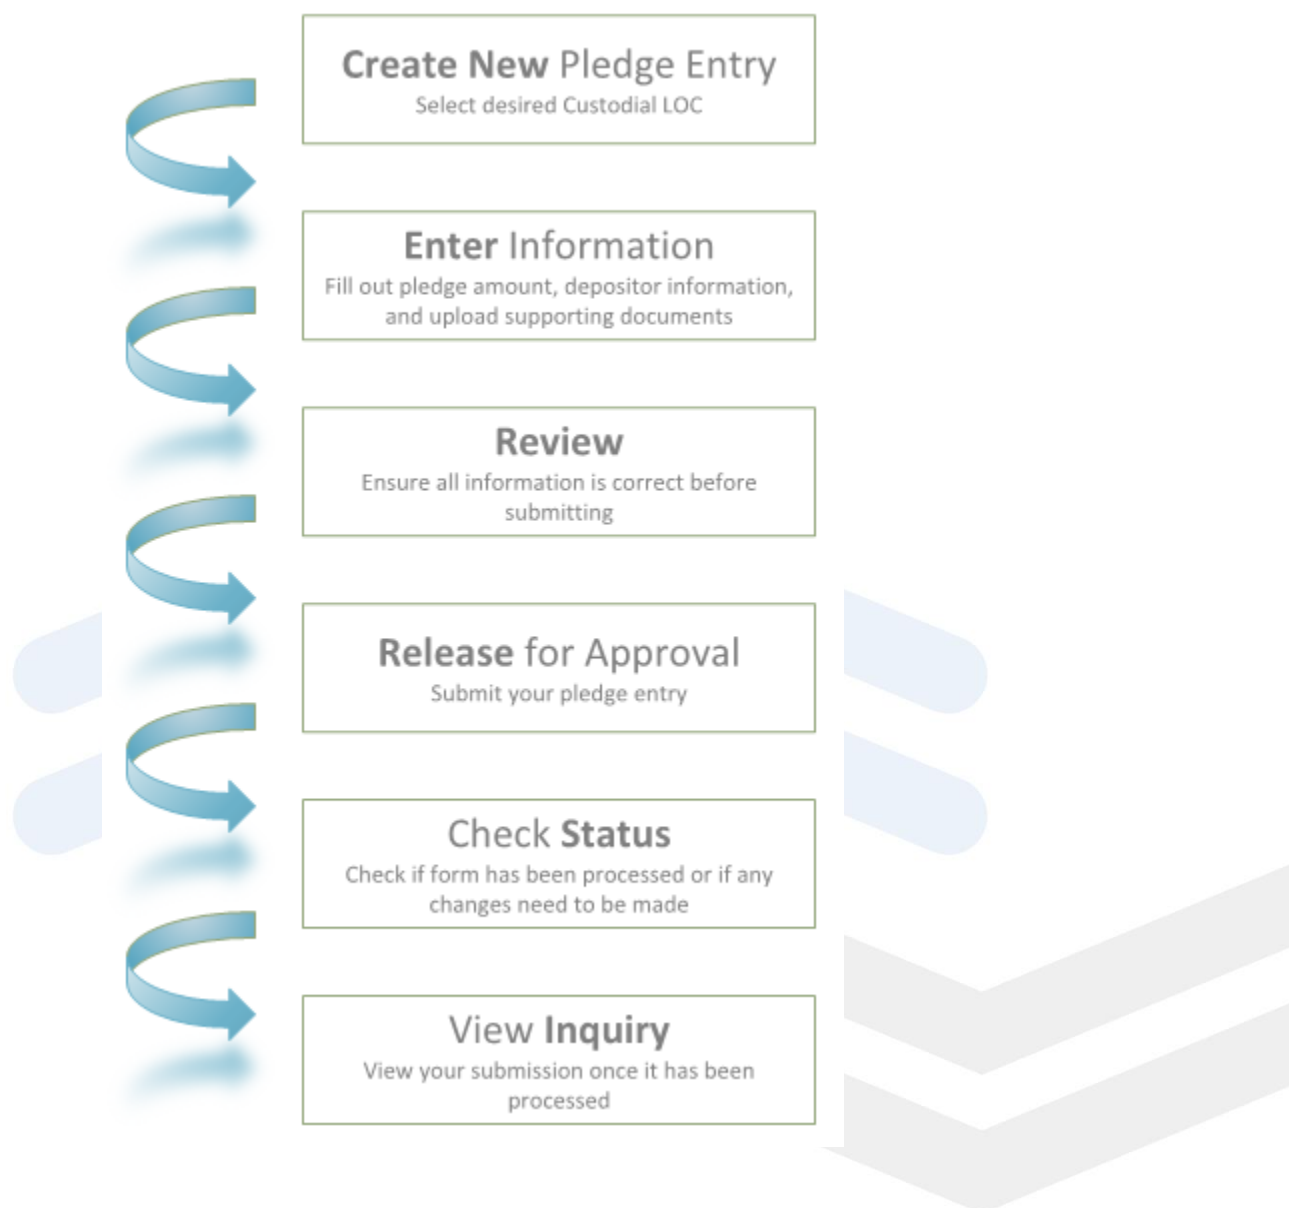 Create New Pledge Entry
Select desired Custodial LOC
Enter Information
Fill out pledge amount, depositor information,
and upload supporting documents
Review
Ensure all information is correct before
submitting
Release for Approval
Submit your pledge entry
Check Status
Check if form has been processed or if any
changes need to be made
View Inquiry
View your submission once it has been
processed